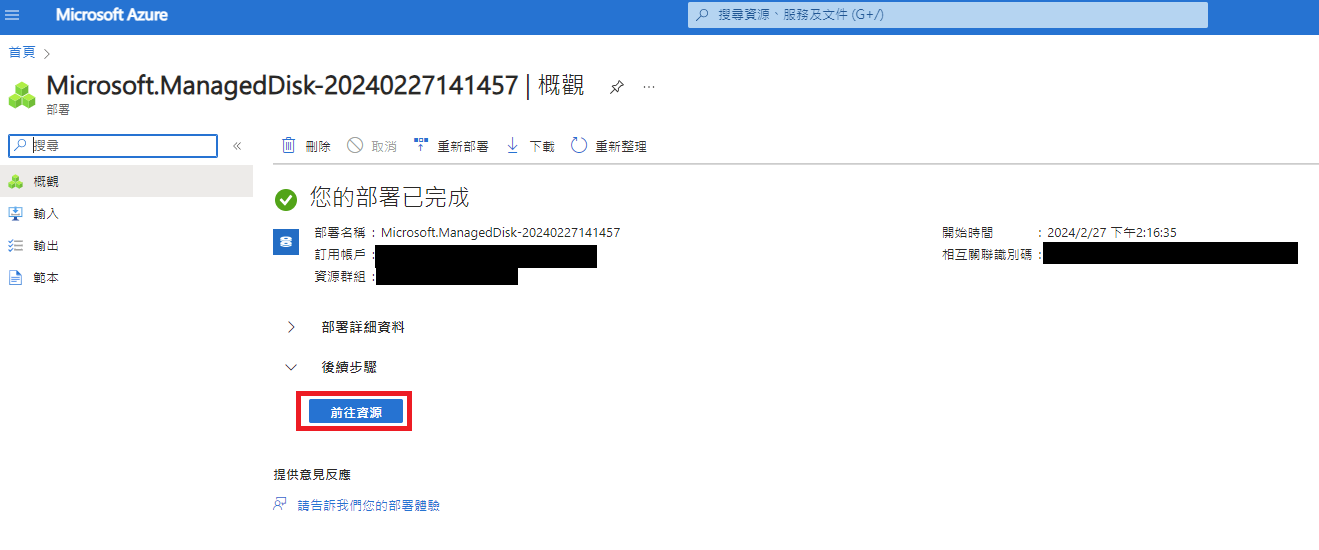 Microsoft Azure
搜尋資源、服務及文件 (G+/)
首頁
Microsoft.ManagedDisk-20240227141457 | 概觀
部署
搜尋
刪除 取消 重新部署 下載 重新整理
概觀
輸入
輸出
範本
您的部署已完成
部署名稱 : Microsoft.ManagedDisk-20240227141457
訂用帳戶 :
資源群組 :
開始時間 : 2024/2/27 下午2:16:35
相互關聯識別碼 :
部署詳細資料
後續步驟
前往資源
提供意見反應
請告訴我們您的部署體驗